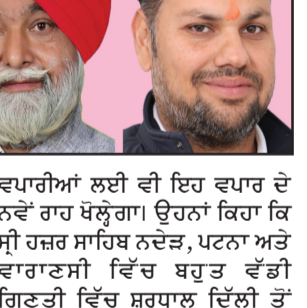 ਵਪਾਰੀਆਂ ਲਈ ਵੀ ਇਹ ਵਪਾਰ ਦੇ
ਨਵੇਂ ਰਾਹ ਖੋਲ੍ਹੇਗਾ। ਉਹਨਾਂ ਕਿਹਾ ਕਿ
ਸ੍ਰੀ ਹਜ਼ਰ ਸਾਹਿਬ ਨਦੇੜ, ਪਟਨਾ ਅਤੇ
ਵਾਰਾਣਸੀ ਵਿੱਚ ਬਹੁਤ ਵੱਡੀ
ਗਿਣਤੀ ਵਿੱਚ ਸ਼ਰਧਾਲੂ ਦਿੱਲੀ ਤੋਂ